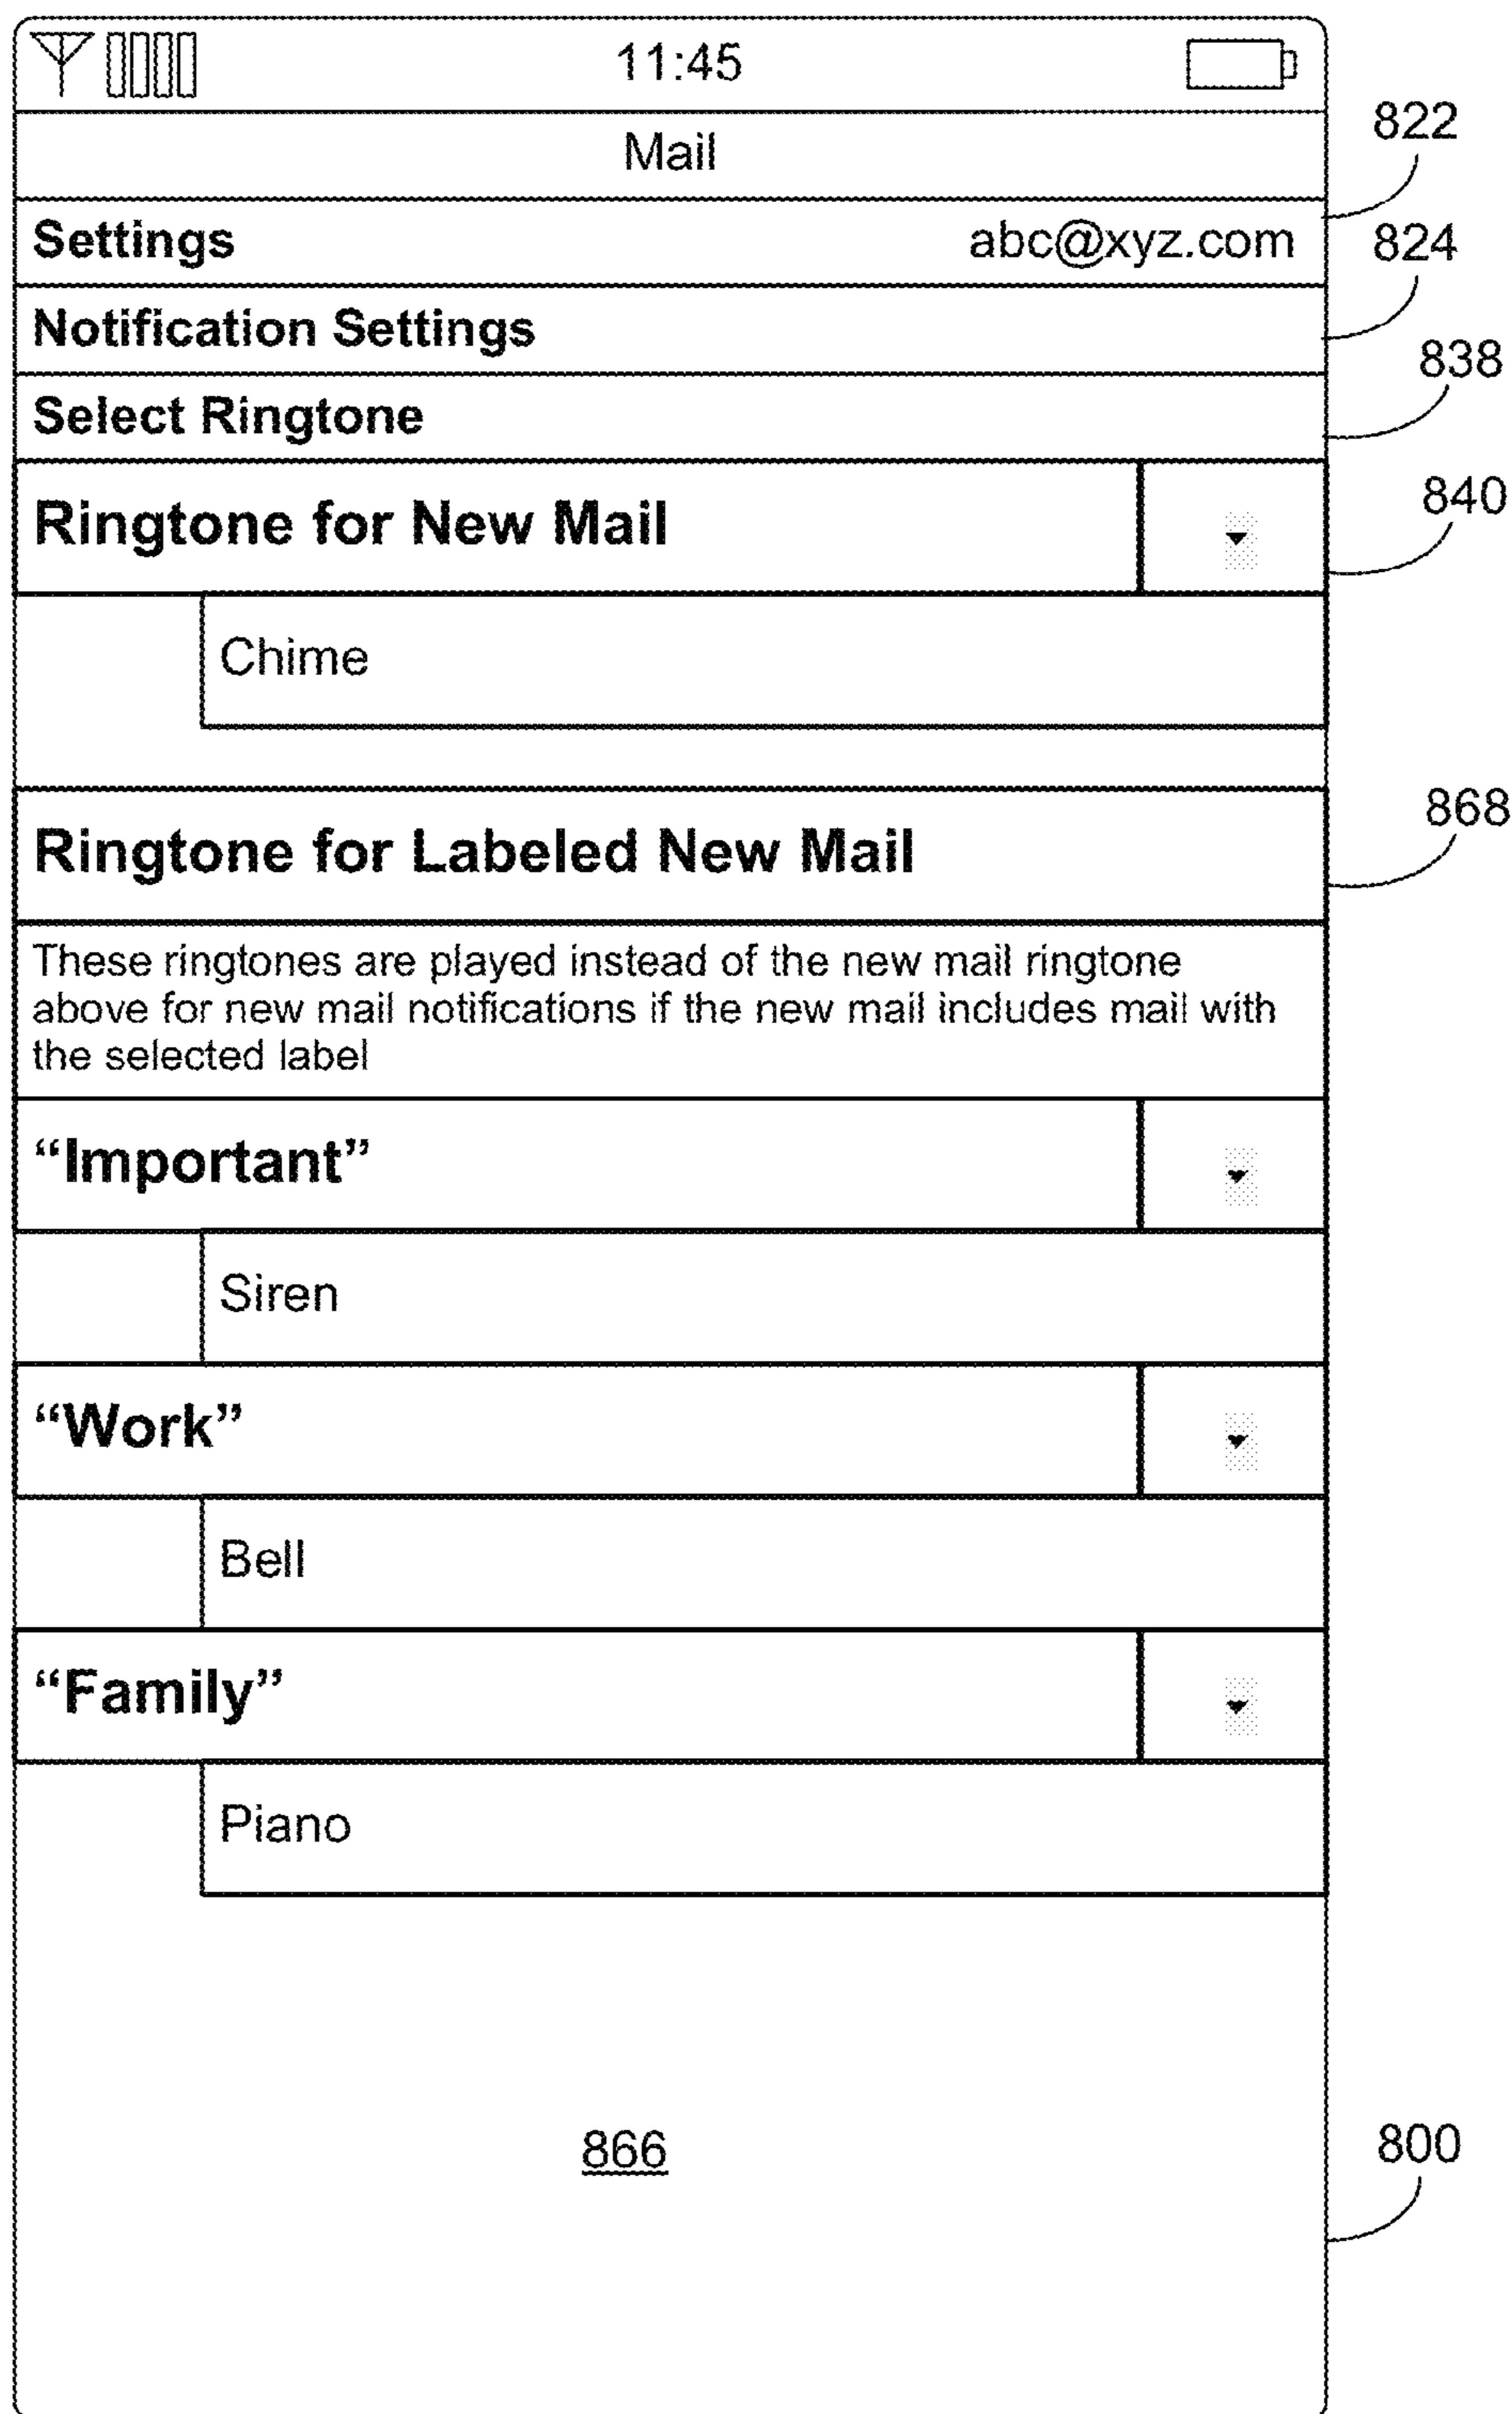 11:45
Mail
822
Settings abc@xyz.com
824
Notification Settings
838
Select Ringtone
840
Ringtone for New Mail
Chime
868
Ringtone for Labeled New Mail
These ringtones are played instead of the new mail ringtone
above for new mail notifications if the new mail includes mail with
the selected label
“Important”
Siren
“Work”
Bell
“Family”
Piano
866
800